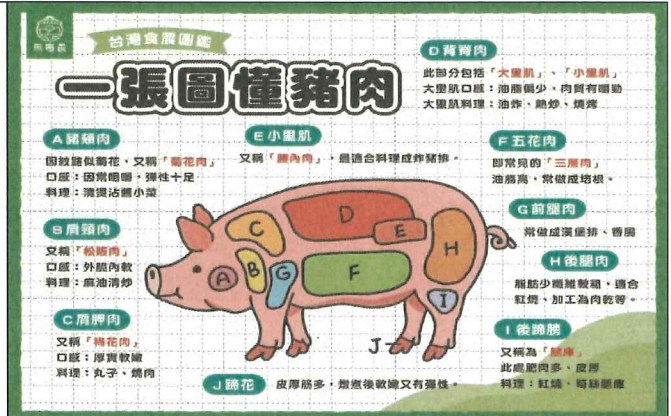 台灣食農圖鑑
一張圖懂豬肉
A 豬頰肉
因紋路似菊花，又稱「菊花肉」
口感：因常咀嚼，彈性十足
料理：清燙沾醬小菜
B 肩頸肉
又稱「松阪肉」
口感：外脆內軟
料理：麻油清炒
C 肩胛肉
又稱「梅花肉」
口感：厚實軟嫩
料理：丸子、燒肉
D 背脊肉
此部分包括「大里肌」、「小里肌」
大里肌口感：油脂偏少，肉質有嚼勁
大里肌料理：油炸、熱炒、燒烤
E 小里肌
又稱「腰內肉」，最適合料理成炸豬排。
F 五花肉
即常見的「三層肉」
油脂高，常做成培根。
G 前腿肉
常做成漢堡排、香腸
H 後腿肉
脂肪少纖維較粗，適合
紅燒、加工為肉乾等。
I 後蹄膀
又稱為「腿庫」
此處肥肉多、皮厚
料理：紅燒、筍絲腿庫
J 蹄花
皮厚筋多，燉煮後軟嫩又有彈性。
A
B
C
D
E
F
G
H
I
J